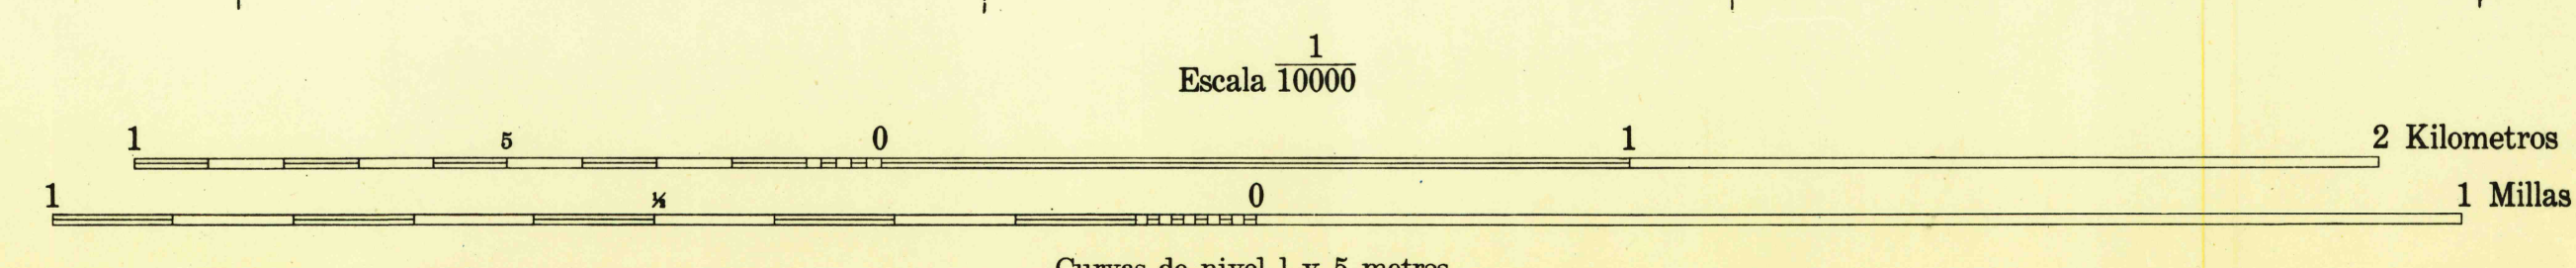 Escala 1/10000
1 5 0 1 2 Kilometros
1 ½ 0 1 Millas
Curvas de nivel 1 y 5 metros